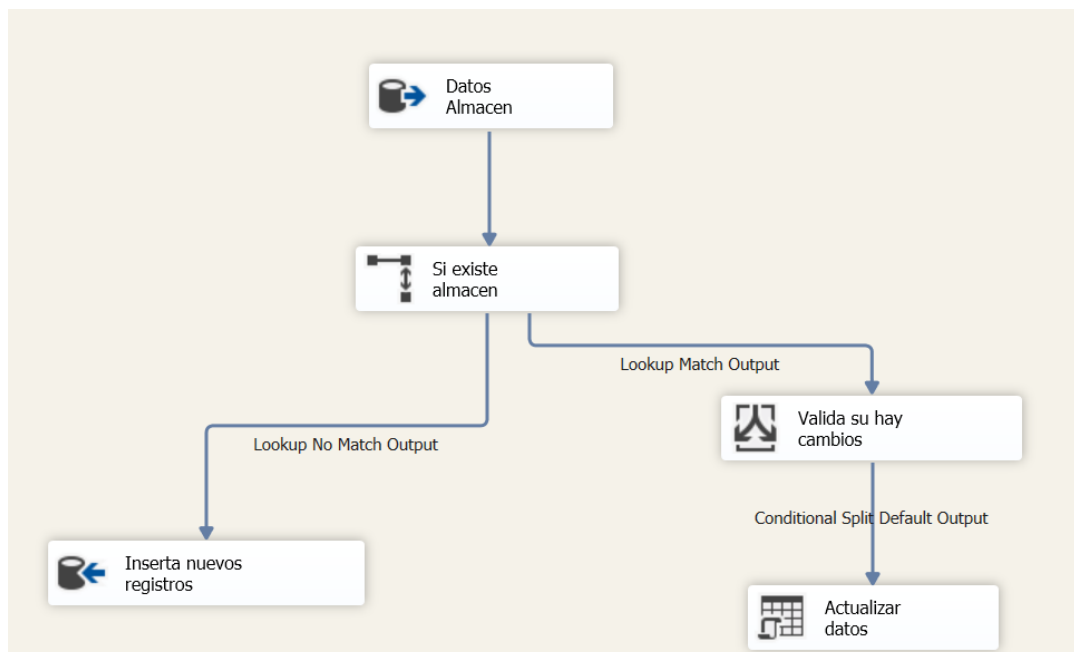 Datos
Almacen
Si existe
almacen
Lookup Match Output
Valida su hay
cambios
Lookup No Match Output
Conditional Split Default Output
Inserta nuevos
registros
Actualizar
datos